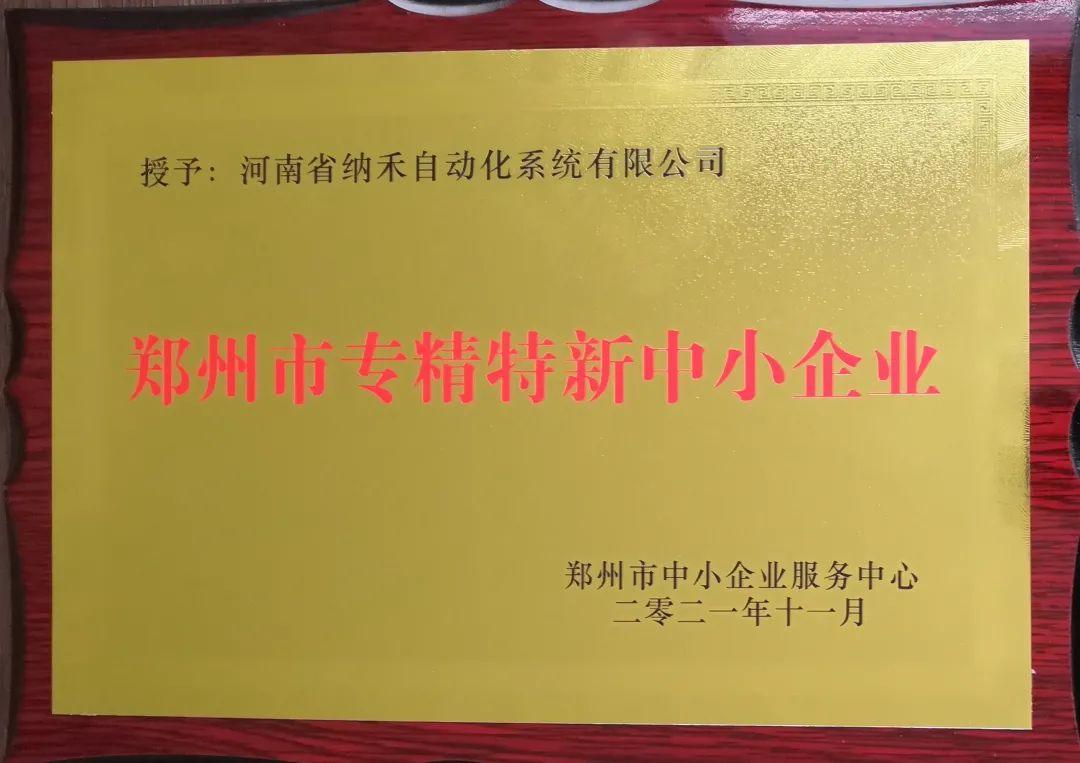 授予：河南省纳禾自动化系统有限公司
郑州市专精特新中小企业
郑州市中小企业服务中心
二零二一年十一月